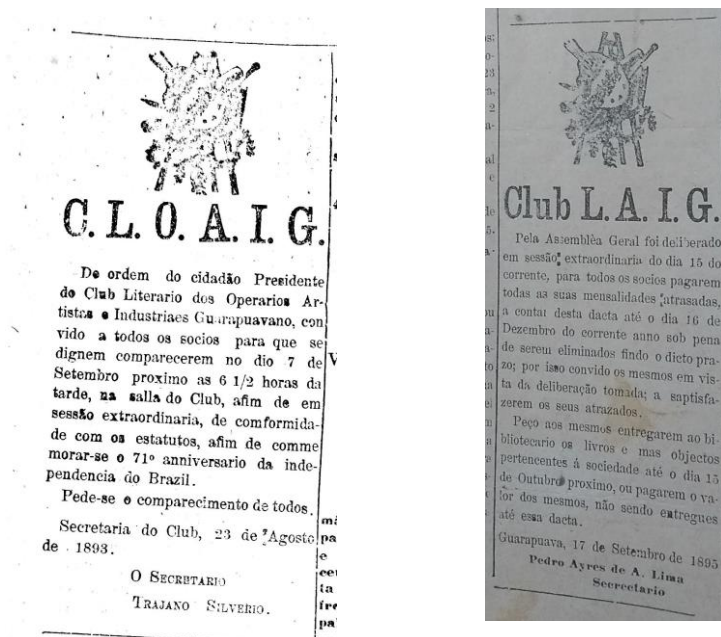 C. L. O. A. I. G.
De ordem do cidadão Presidente
do Club Literario dos Operarios Ar-
tistas e Industriaes Guarapuavano, con
vido a todos os socios para que se
dignem comparecerem no dio 7 de
Setembro proximo as 6 1/2 horas da
tarde, na salla do Club, afim de em
sessão extraordinaria, de conformida-
de com os estatutos, afim de comme
morar-se o 71º anniversario da inde-
pendencia do Brazil.
Pede-se o comparecimento de todos.
Secretaria do Club, 23 de Agosto
de 1893.
O SECRETARIO
TRAJANO SILVERIO.
Club L. A. I. G.
Pela Assemblèa Geral foi deliberado
em sessão extraordinaria do dia 15 do
corrente, para todos os socios pagarem
todas as suas mensalidades atrasadas,
a contar desta dacta até o dia 16 de
Dezembro do corrente anno sob pena
de serem eliminados findo o dicto pra-
zo; por isso convido os mesmos em vis-
ta da deliberação tomada; a saptisfa-
zerem os seus atrazados.
Peço aos mesmos entregarem ao bi-
bliotecario os livros e mas objectos
pertencentes á sociedade até o dia 15
de Outubro proximo, ou pagarem o va-
lor dos mesmos, não sendo entregues
até essa dacta.
Guarapuava, 17 de Setembro de 1895
Pedro Ayres de A. Lima
Secrectario